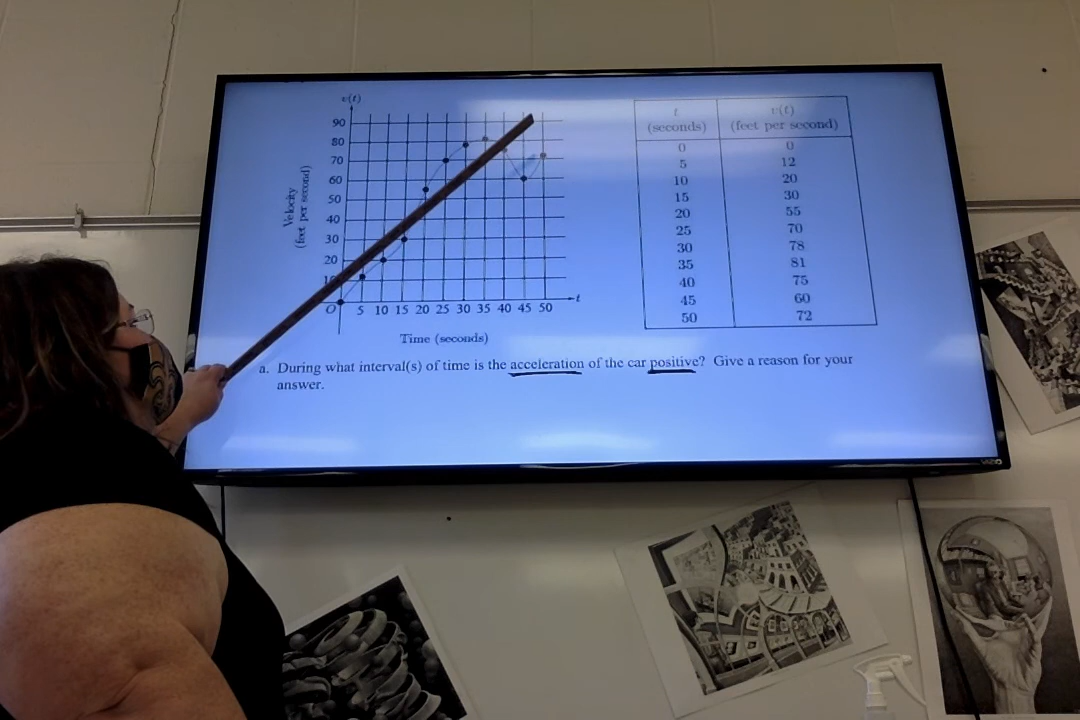 v(t)
90
80
70
60
50
40
30
20
Velocity
(feet per second)
O 5 10 15 20 25 30 35 40 45 50 t
Time (seconds)
t v(t)
(seconds) (feet per second)
0 0
5 12
10 20
15 30
20 55
25 70
30 78
35 81
40 75
45 60
50 72
a. During what interval(s) of time is the acceleration of the car positive? Give a reason for your
answer.